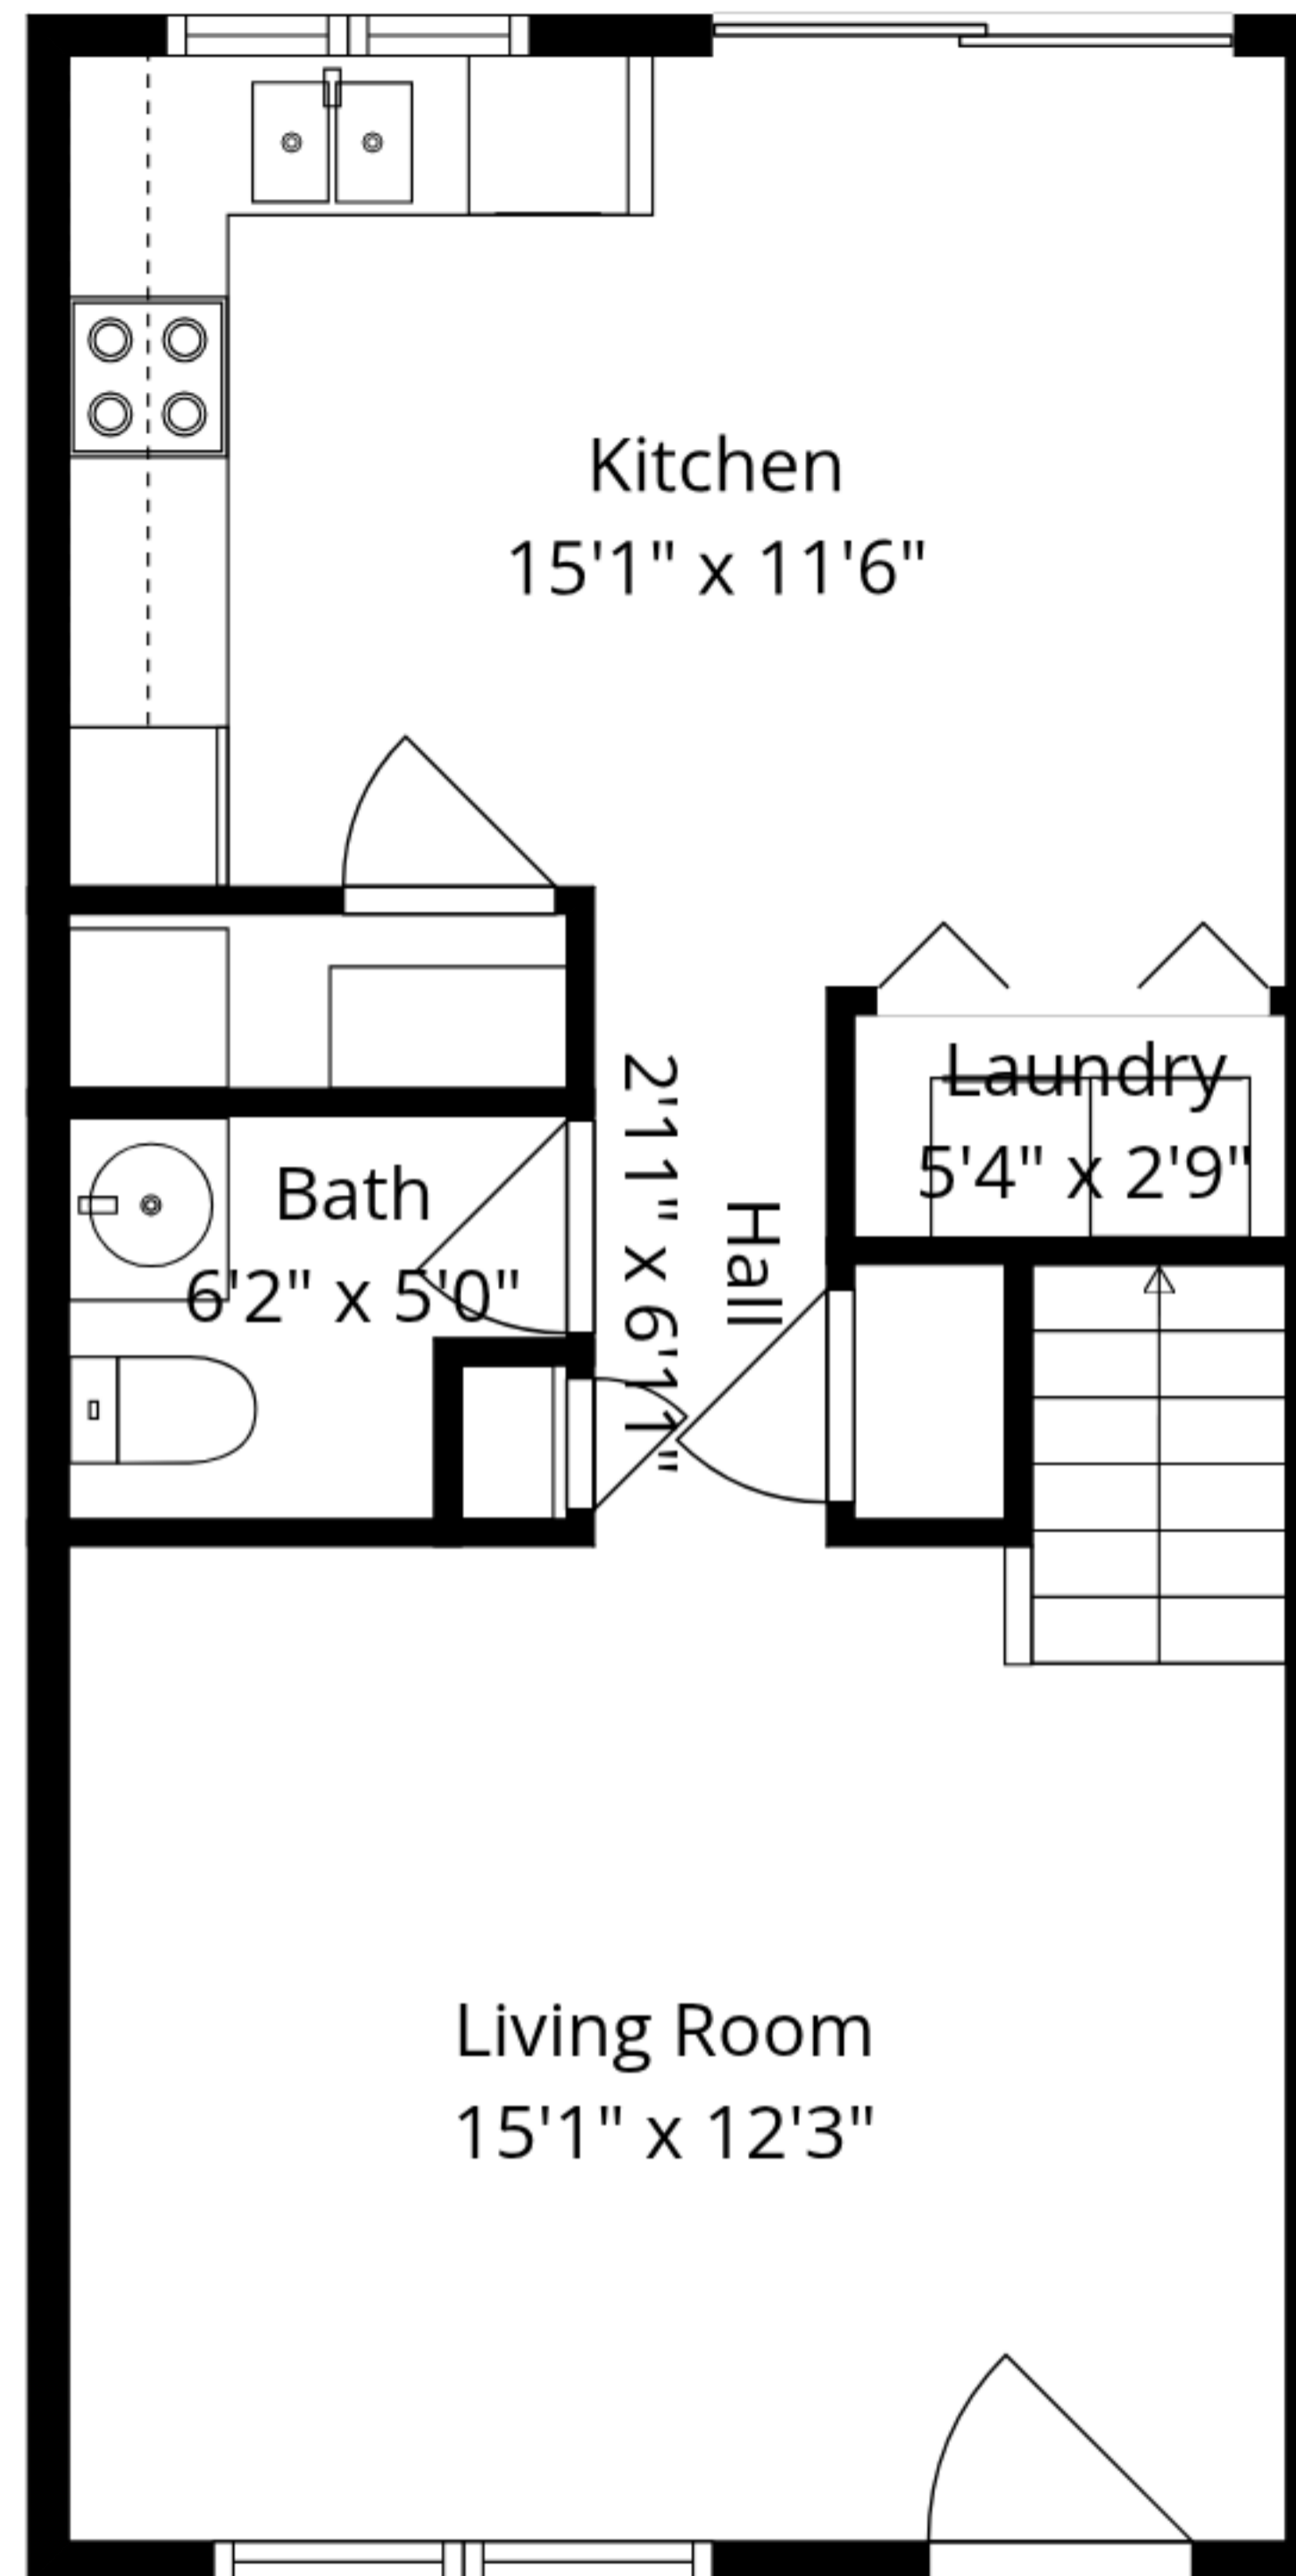 Kitchen
15'1" x 11'6"
Laundry
5'4" x 2'9"
Bath
6'2" x 5'0"
Hall
2'11" x 6'11"
Living Room
15'1" x 12'3"